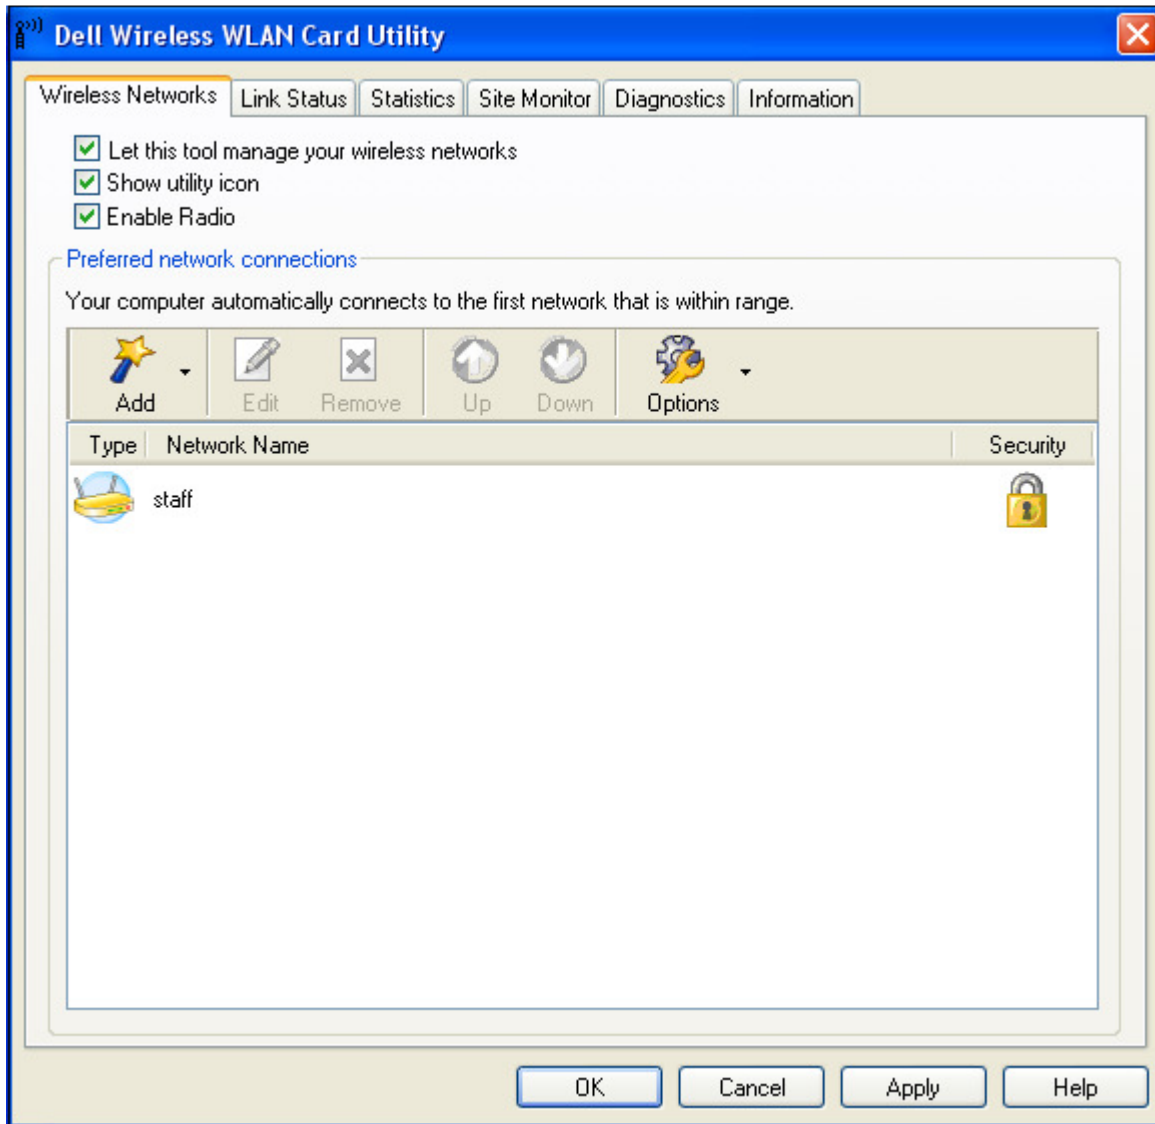 Dell Wireless WLAN Card Utility
Wireless Networks Link Status Statistics Site Monitor Diagnostics Information
Let this tool manage your wireless networks
Show utility icon
Enable Radio
Preferred network connections
Your computer automatically connects to the first network that is within range.
Add Edit Remove Up Down Options
Type Network Name Security
staff
OK Cancel Apply Help